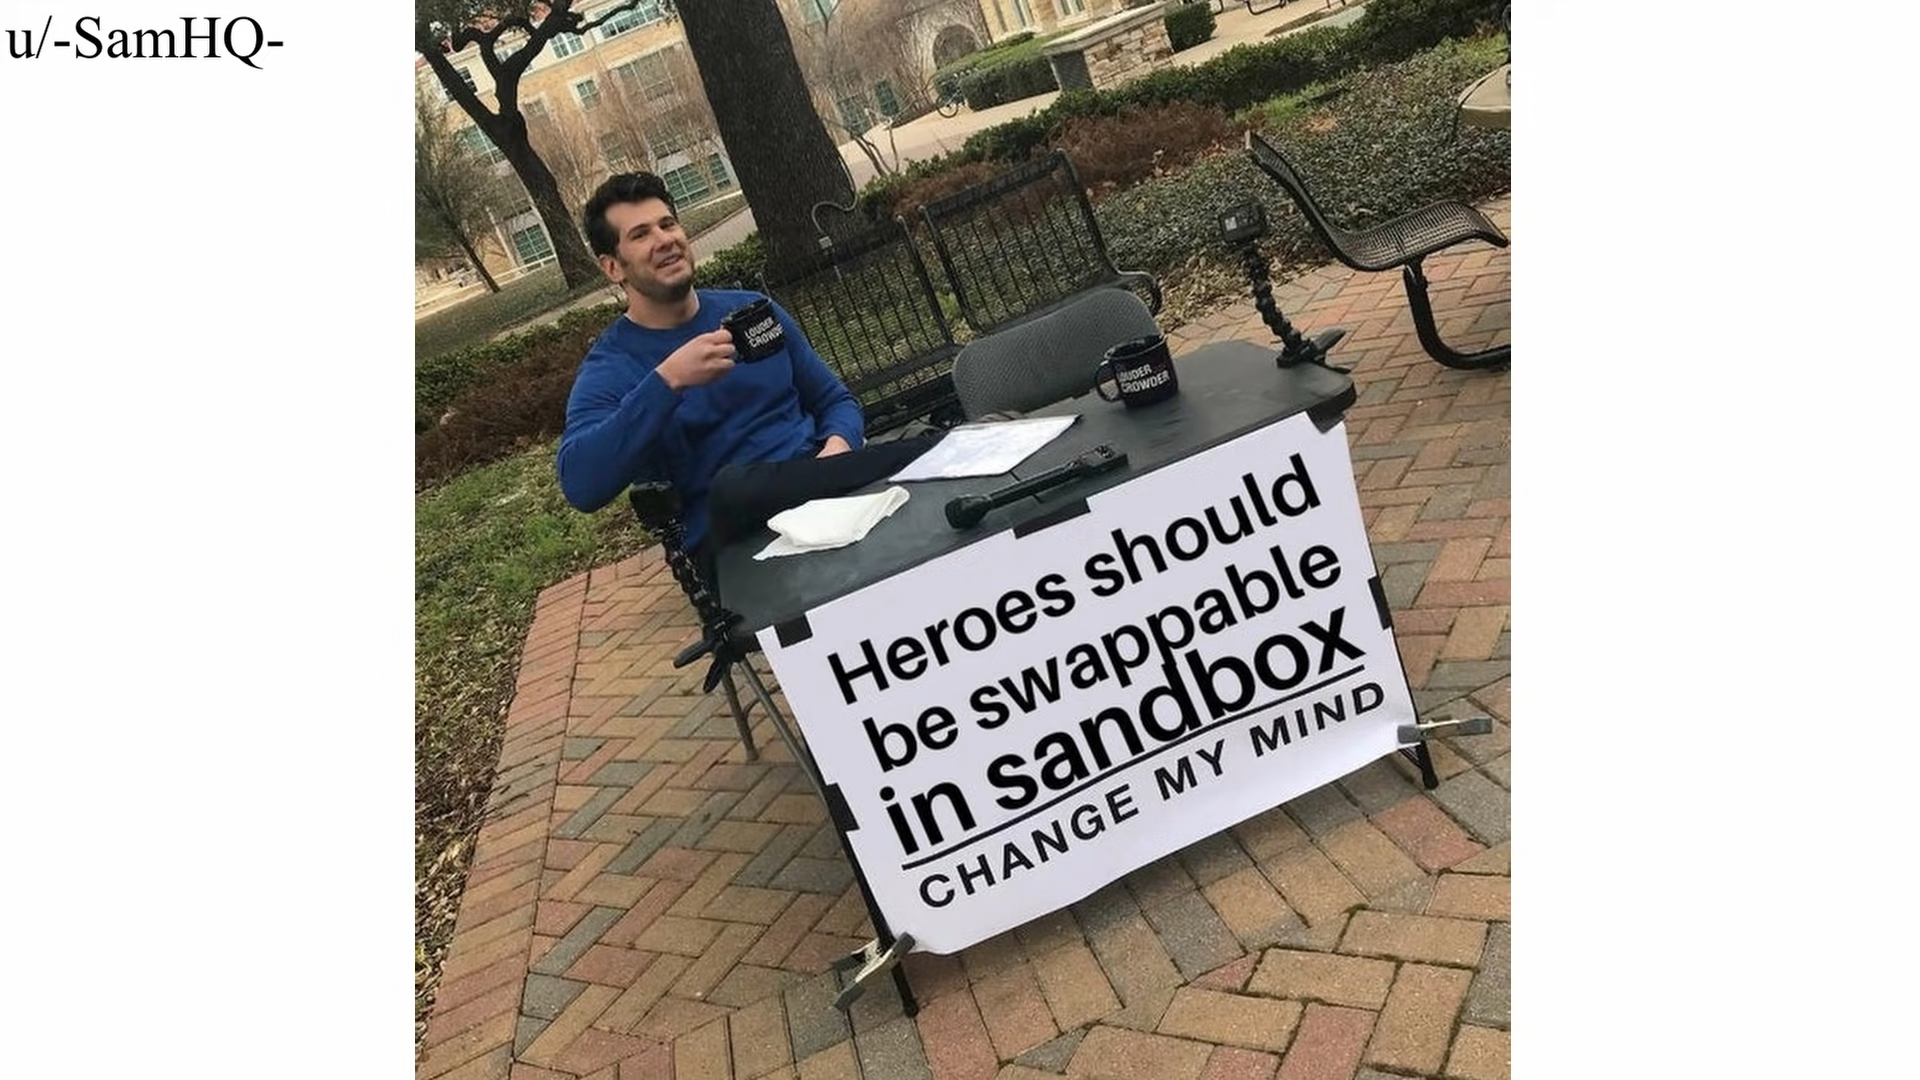 u/-SamHQ-
LOUDER
CROWDER
LOUDER
CROWDER
Heroes should
be swappable
in sandbox
CHANGE MY MIND